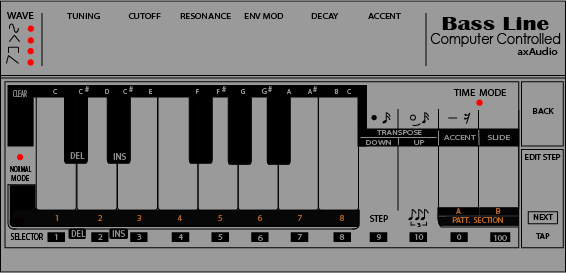 WAVE TUNING CUTOFF RESONANCE ENV MOD DECAY ACCENT
Bass Line
Computer Controlled
axAudio
TIME MODE
CLEAR C C# D C# E F F# G G# A A# B C
BACK
TRANSPOSE
DOWN UP ACCENT SLIDE
DEL INS
EDIT STEP
NORMAL
MODE
1 2 3 4 5 6 7 8 STEP A B
3 PATT. SECTION
NEXT
SELECTOR 1 DEL 2 INS 3 4 5 6 7 8 9 10 0 100 TAP